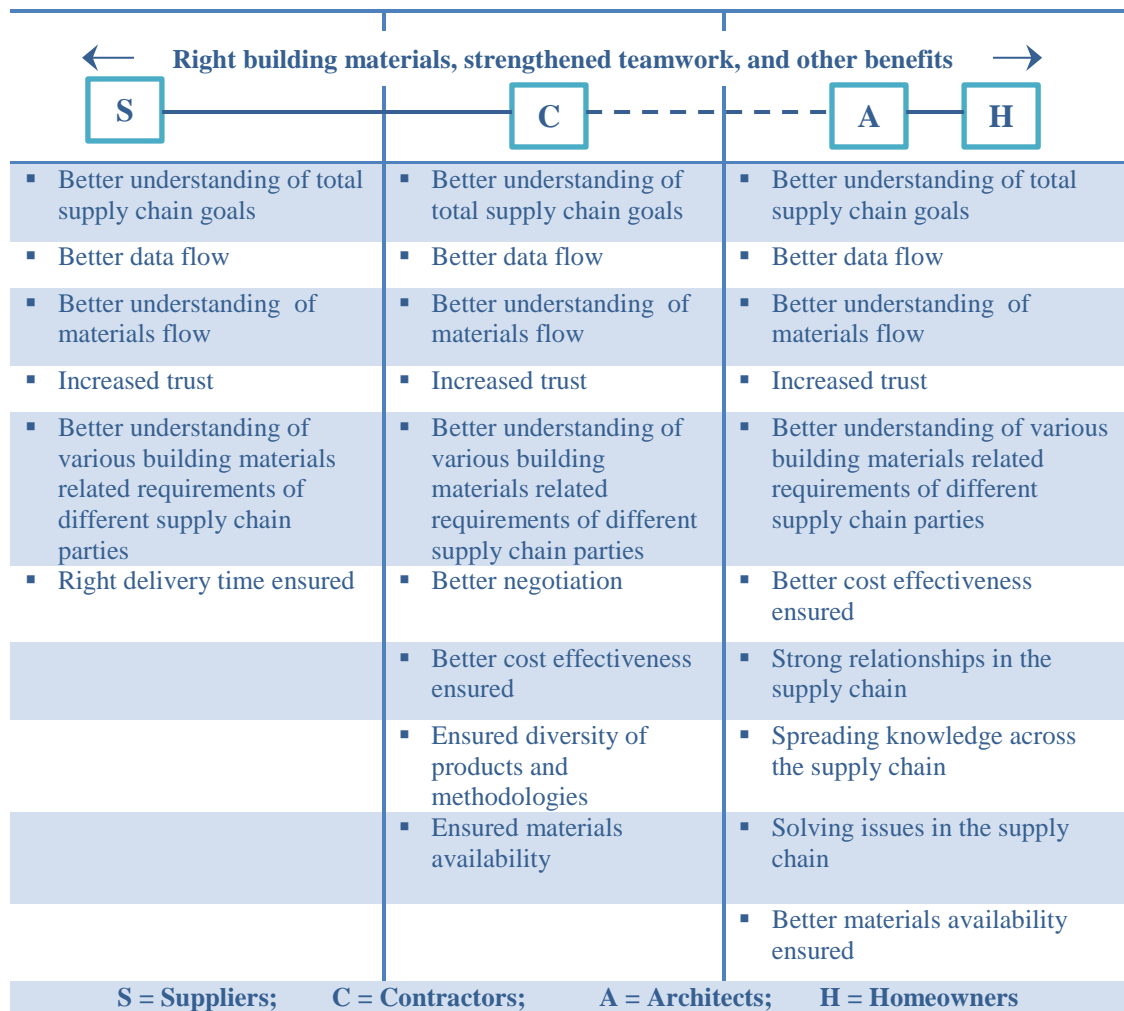 Right building materials, strengthened teamwork, and other benefits
S
C
A
H
▪ Better understanding of total
supply chain goals
▪ Better understanding of
total supply chain goals
▪ Better understanding of total
supply chain goals
▪ Better data flow
▪ Better data flow
▪ Better data flow
▪ Better understanding of
materials flow
▪ Better understanding of
materials flow
▪ Better understanding of
materials flow
▪ Increased trust
▪ Increased trust
▪ Increased trust
▪ Better understanding of
various building materials
related requirements of
different supply chain
parties
▪ Better understanding of
various building
materials related
requirements of different
supply chain parties
▪ Better understanding of various
building materials related
requirements of different
supply chain parties
▪ Right delivery time ensured
▪ Better negotiation
▪ Better cost effectiveness
ensured
▪ Better cost effectiveness
ensured
▪ Strong relationships in the
supply chain
▪ Ensured diversity of
products and
methodologies
▪ Spreading knowledge across
the supply chain
▪ Ensured materials
availability
▪ Solving issues in the supply
chain
▪ Better materials availability
ensured
S = Suppliers; C = Contractors; A = Architects; H = Homeowners